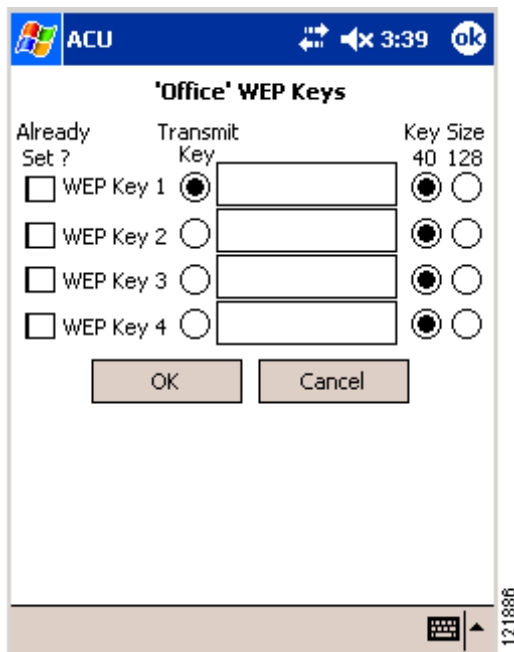 ACU 3:39 ok
'Office' WEP Keys
Already Transmit Key Size
Set ? Key 40 128
WEP Key 1
WEP Key 2
WEP Key 3
WEP Key 4
OK Cancel
121886